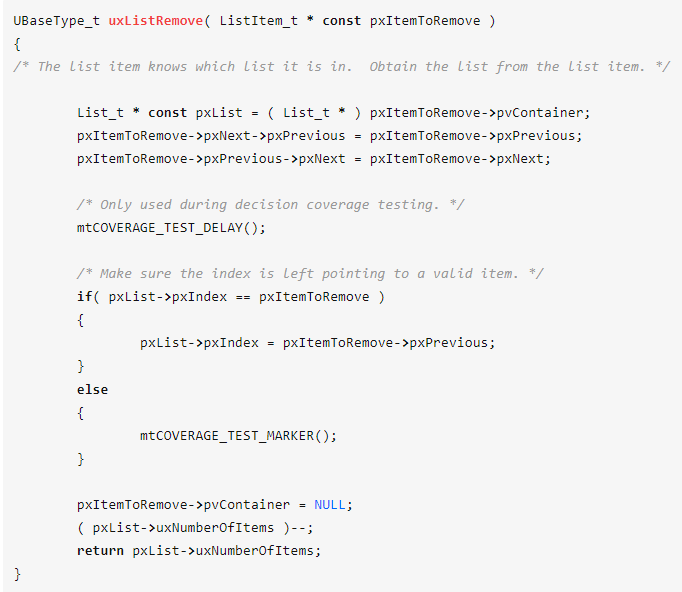 UBaseType_t uxListRemove( ListItem_t * const pxItemToRemove )
{
/* The list item knows which list it is in.  Obtain the list from the list item. */
List_t * const pxList = ( List_t * ) pxItemToRemove->pvContainer;
pxItemToRemove->pxNext->pxPrevious = pxItemToRemove->pxPrevious;
pxItemToRemove->pxPrevious->pxNext = pxItemToRemove->pxNext;
/* Only used during decision coverage testing. */
mtCOVERAGE_TEST_DELAY();
/* Make sure the index is left pointing to a valid item. */
if( pxList->pxIndex == pxItemToRemove )
{
pxList->pxIndex = pxItemToRemove->pxPrevious;
}
else
{
mtCOVERAGE_TEST_MARKER();
}
pxItemToRemove->pvContainer = NULL;
( pxList->uxNumberOfItems )--;
return pxList->uxNumberOfItems;
}